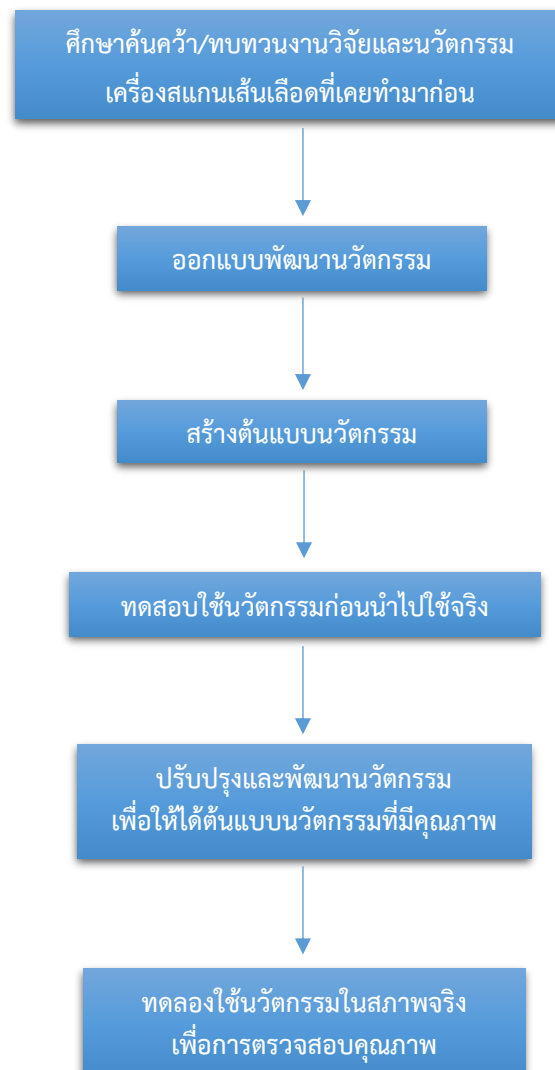 ศึกษาค้นคว้า/ทบทวนงานวิจัยและนวัตกรรม
เครื่องสแกนเส้นเลือดที่เคยทำมาก่อน
ออกแบบพัฒนานวัตกรรม
สร้างต้นแบบนวัตกรรม
ทดสอบใช้นวัตกรรมก่อนนำไปใช้จริง
ปรับปรุงและพัฒนานวัตกรรม
เพื่อให้ได้ต้นแบบนวัตกรรมที่มีคุณภาพ
ทดลองใช้นวัตกรรมในสภาพจริง
เพื่อการตรวจสอบคุณภาพ